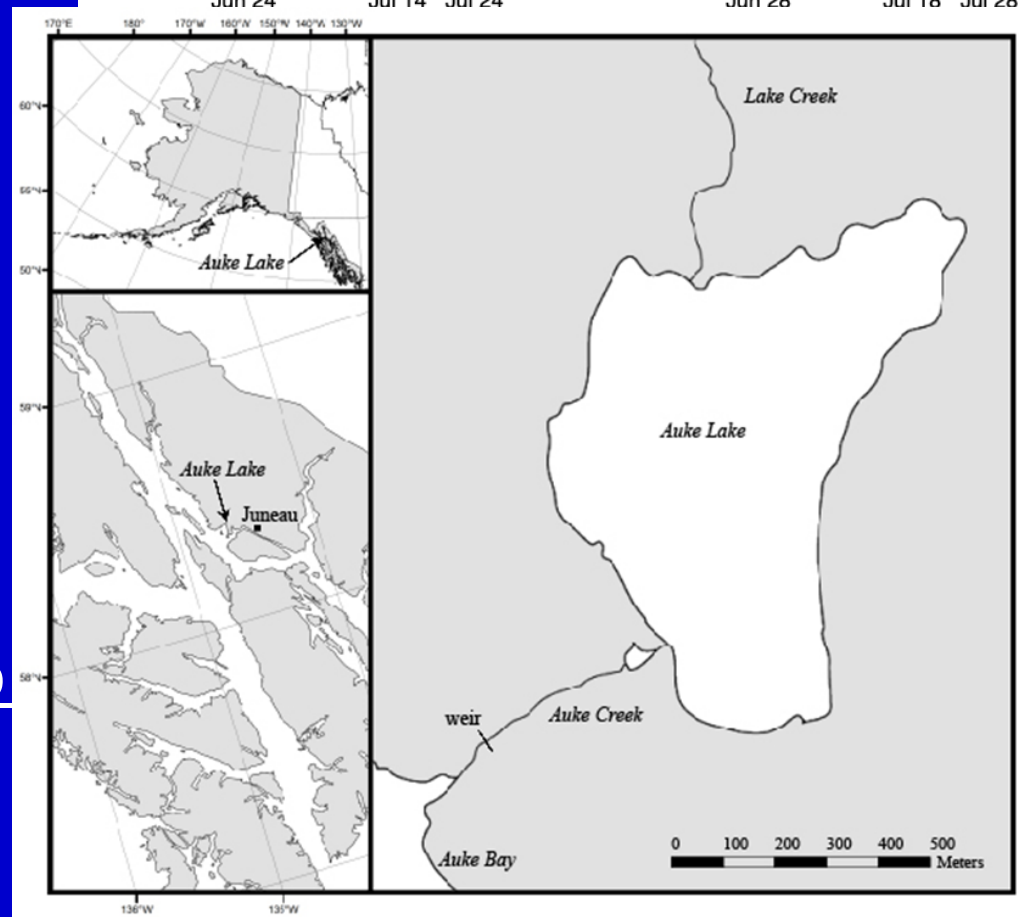 Jun 24 Jul 14 Jul 24 Jun 28 Jul 18 Jul 28
170°E 180° 170°W 160°W 150°W 140°W 130°W
60°N
55°N
50°N
Auke Lake
59°N
58°N
Auke Lake
Juneau
136°W 135°W
Lake Creek
Auke Lake
Auke Creek
weir
Auke Bay
0 100 200 300 400 500
Meters